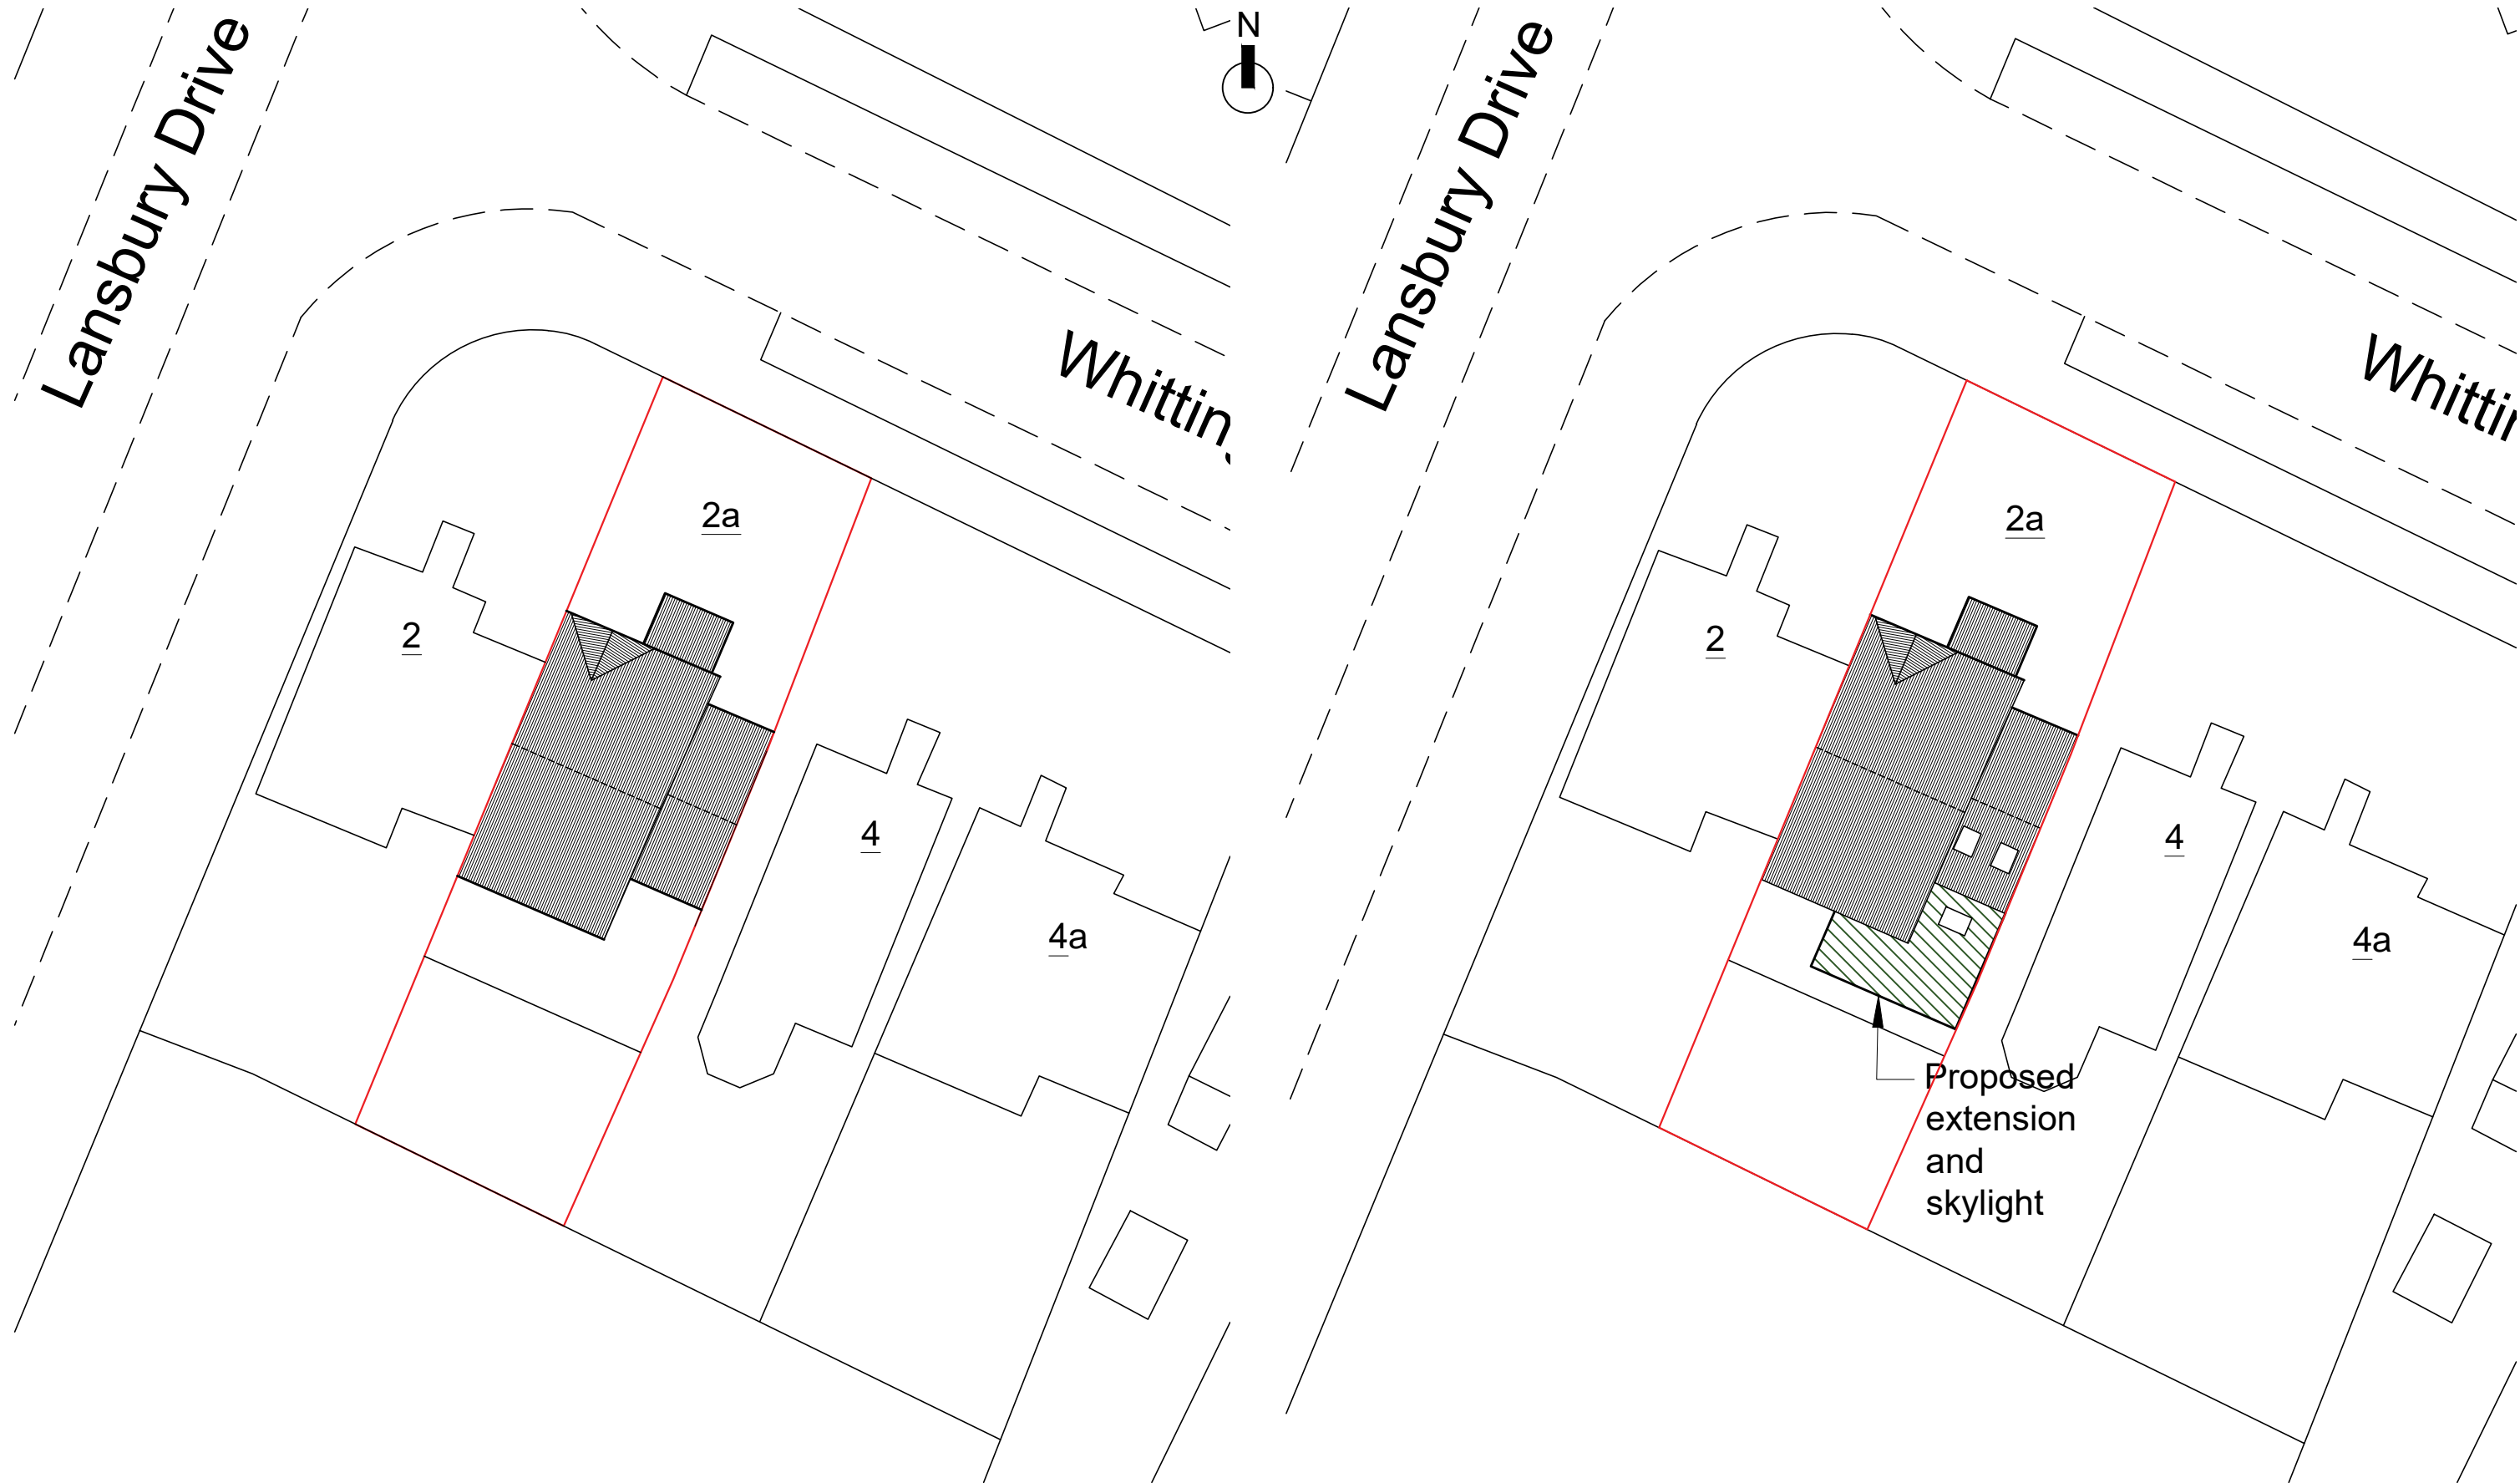 Lansbury Drive
N
Whittin
2a
2
4
4a
Lansbury Drive
Whittin
2a
2
4
4a
Proposed
extension
and
skylight